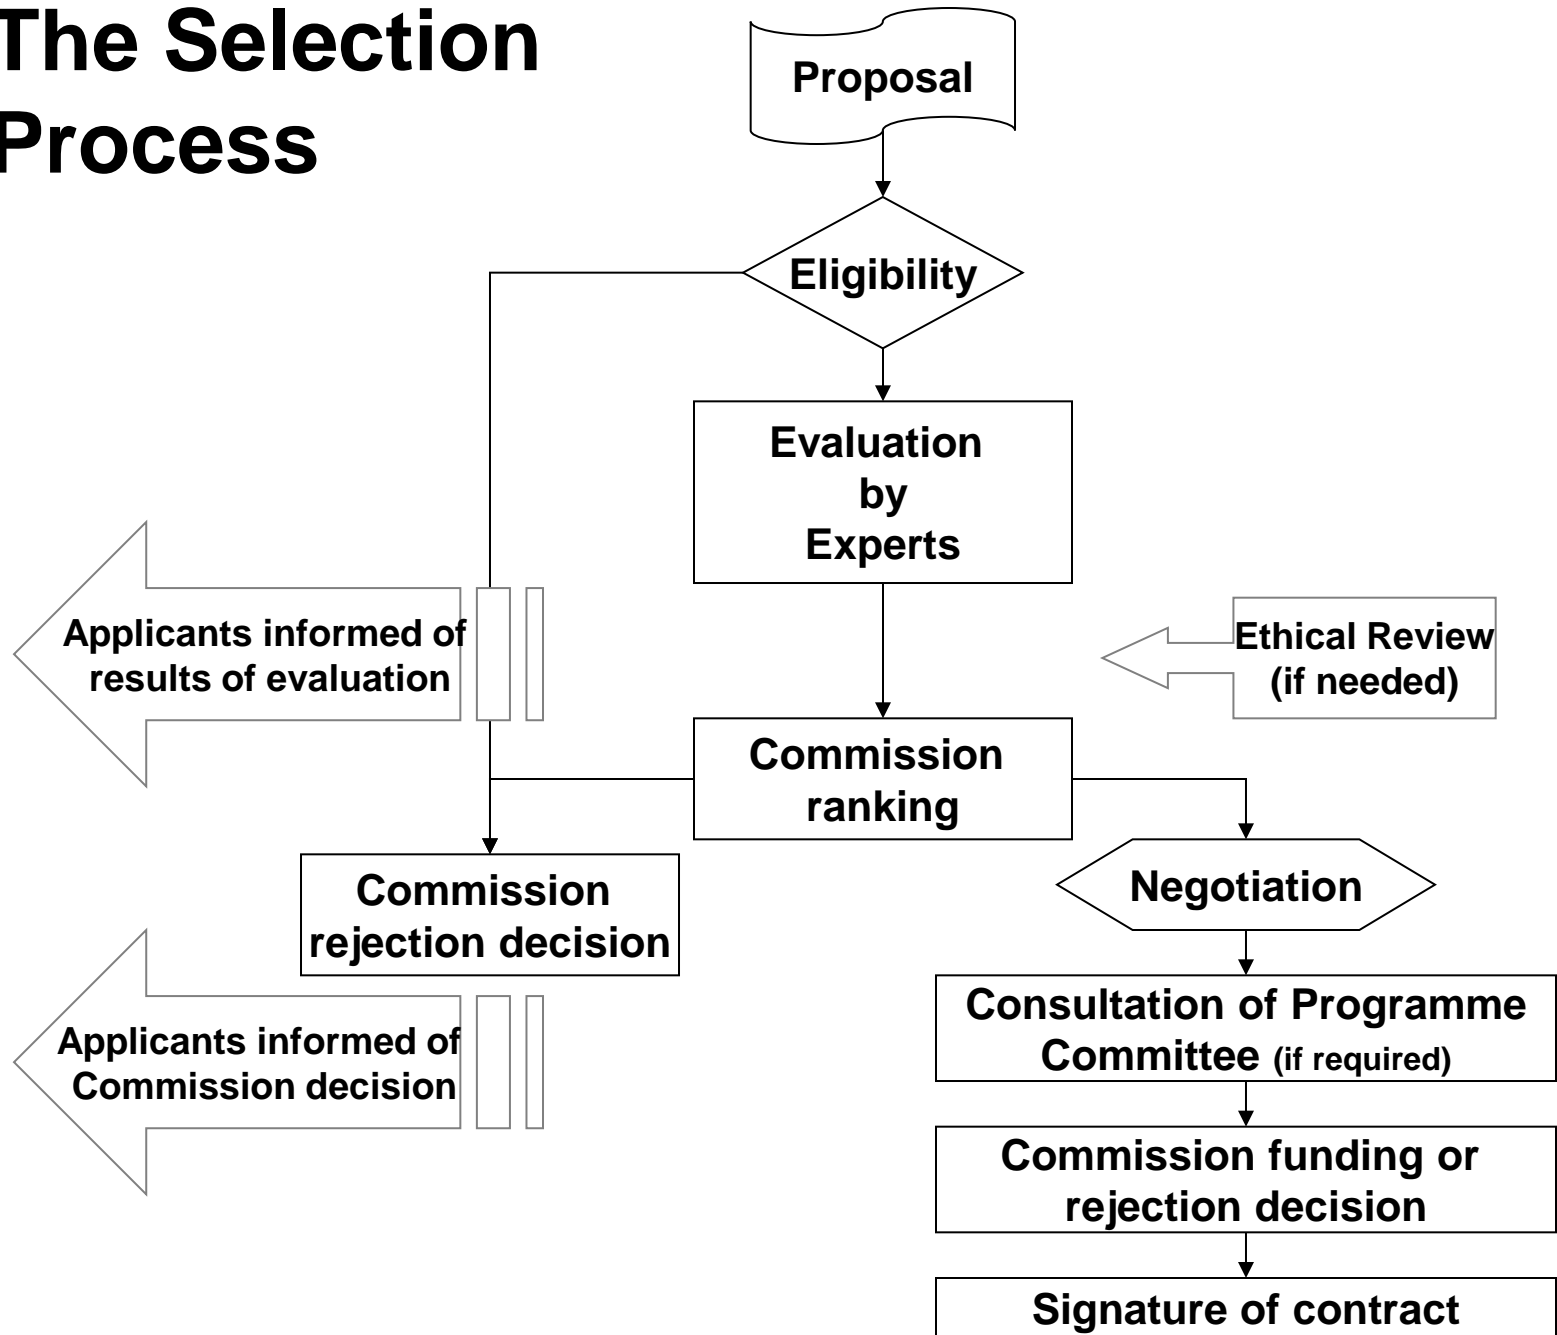 The Selection
Process
Proposal
Eligibility
Evaluation
by
Experts
Applicants informed of
results of evaluation
Ethical Review
(if needed)
Commission
ranking
Commission
rejection decision
Negotiation
Applicants informed of
Commission decision
Consultation of Programme
Committee (if required)
Commission funding or
rejection decision
Signature of contract